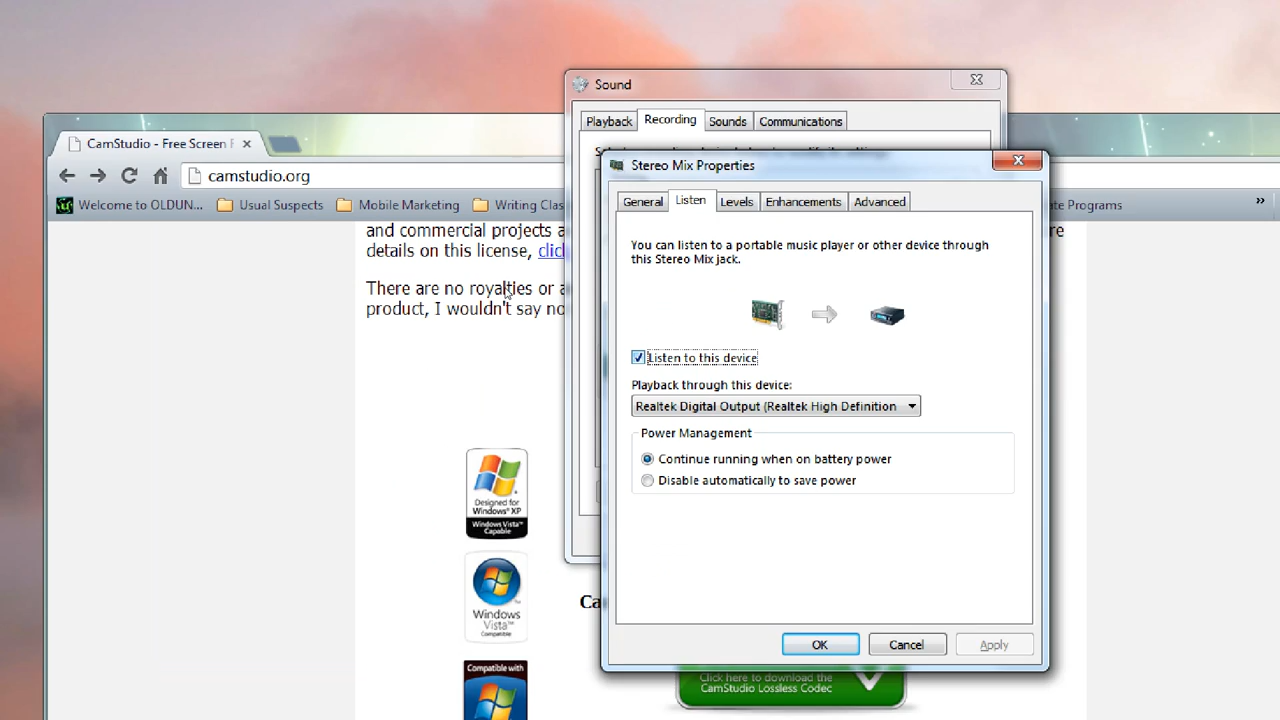 Sound
Playback
Recording
Sounds
Communications
CamStudio - Free Screen
camstudio.org
Welcome to OLDUN...
Usual Suspects
Mobile Marketing
Writing Clas
ate Programs
»
and commercial projects a
re
details on this license, clic
There are no royalties or a
product, I wouldn't say no
Stereo Mix Properties
General
Listen
Levels
Enhancements
Advanced
You can listen to a portable music player or other device through
this Stereo Mix jack.
Listen to this device
Playback through this device:
Realtek Digital Output (Realtek High Definition
Power Management
Continue running when on battery power
Disable automatically to save power
OK
Cancel
Apply
Designed for
Windows® XP
Windows Vista™
Capable
Windows
Vista™
Compatible
Ca
Compatible with
Click here to download the
CamStudio Lossless Codec